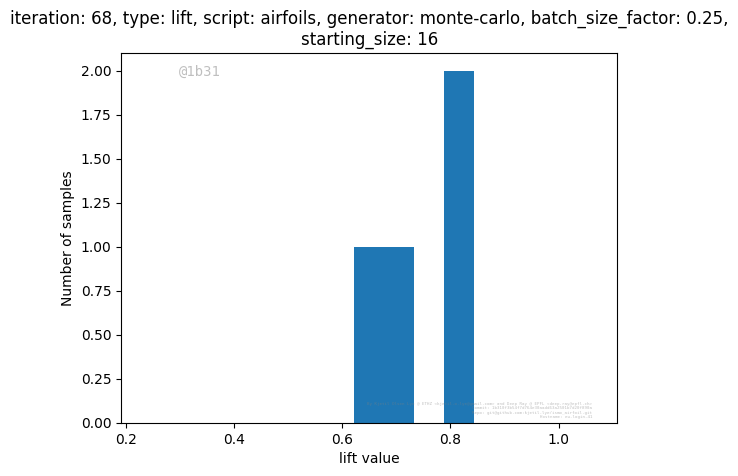 iteration: 68, type: lift, script: airfoils, generator: monte-carlo, batch_size_factor: 0.25,
starting_size: 16
@1b31
2.00
1.75
1.50
1.25
1.00
0.75
0.50
0.25
0.00
Number of samples
0.2
0.4
0.6
0.8
1.0
lift value